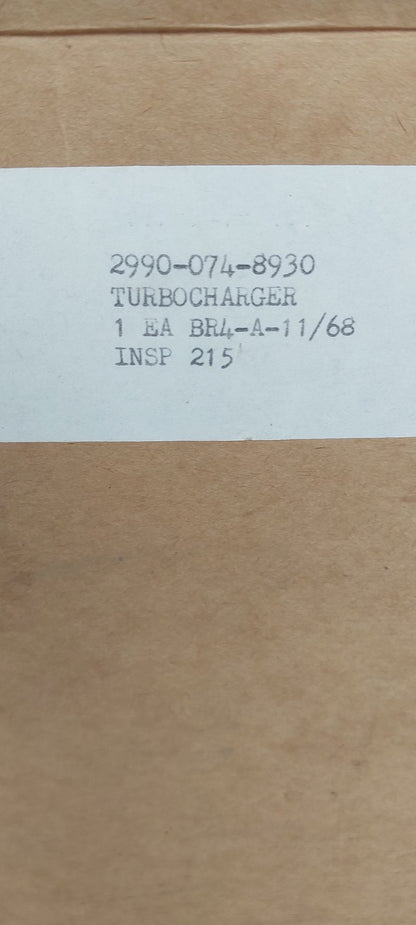 2990-074-8930
TURBOCHARGER
1 EA BR4-A-11/68
INSP 215